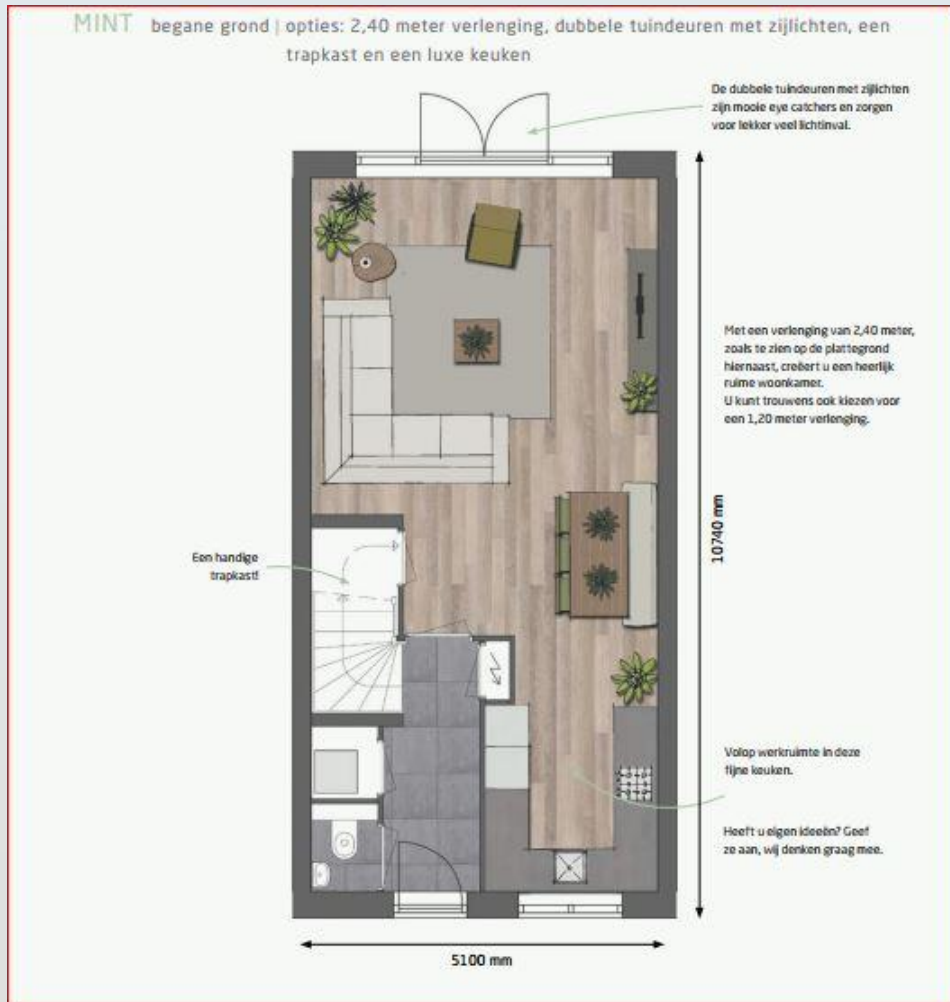 MINT begane grond | opties: 2,40 meter verlenging, dubbele tuindeuren met zijlichten, een
trapkast en een luxe keuken
De dubbele tuindeuren met zijlichten
zijn mooie eye catchers en zorgen
voor lekker veel lichtinval.
Met een verlenging van 2,40 meter,
zoals te zien op de plattegrond
hiernaast, creëert u een heerlijk
ruime woonkamer.
U kunt trouwens ook kiezen voor
een 1,20 meter verlenging.
10740 mm
Een handige
trapkast!
Volop werkruimte in deze
fijne keuken.
Heeft u eigen ideeën? Geef
ze aan, wij denken graag mee.
5100 mm